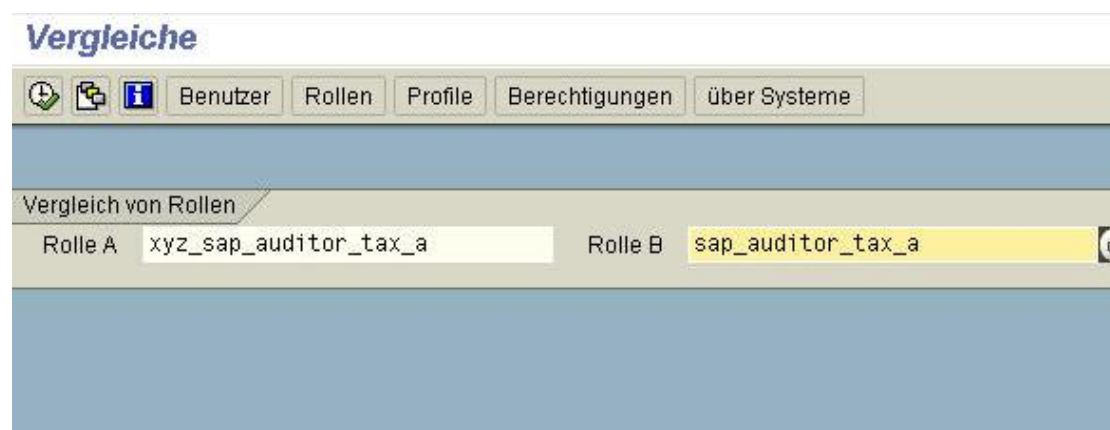 Vergleiche
Benutzer Rollen Profile Berechtigungen über Systeme
Vergleich von Rollen
Rolle A xyz_sap_auditor_tax_a Rolle B sap_auditor_tax_a